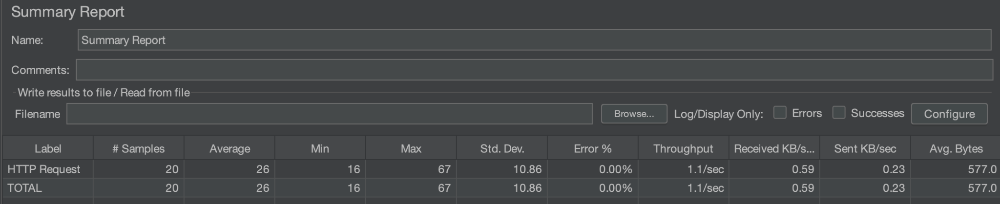 Summary Report
Name: Summary Report
Comments:
Write results to file / Read from file
Filename Browse... Log/Display Only: Errors Successes Configure
Label # Samples Average Min Max Std. Dev. Error % Throughput Received KB/s... Sent KB/sec Avg. Bytes
HTTP Request 20 26 16 67 10.86 0.00% 1.1/sec 0.59 0.23 577.0
TOTAL 20 26 16 67 10.86 0.00% 1.1/sec 0.59 0.23 577.0